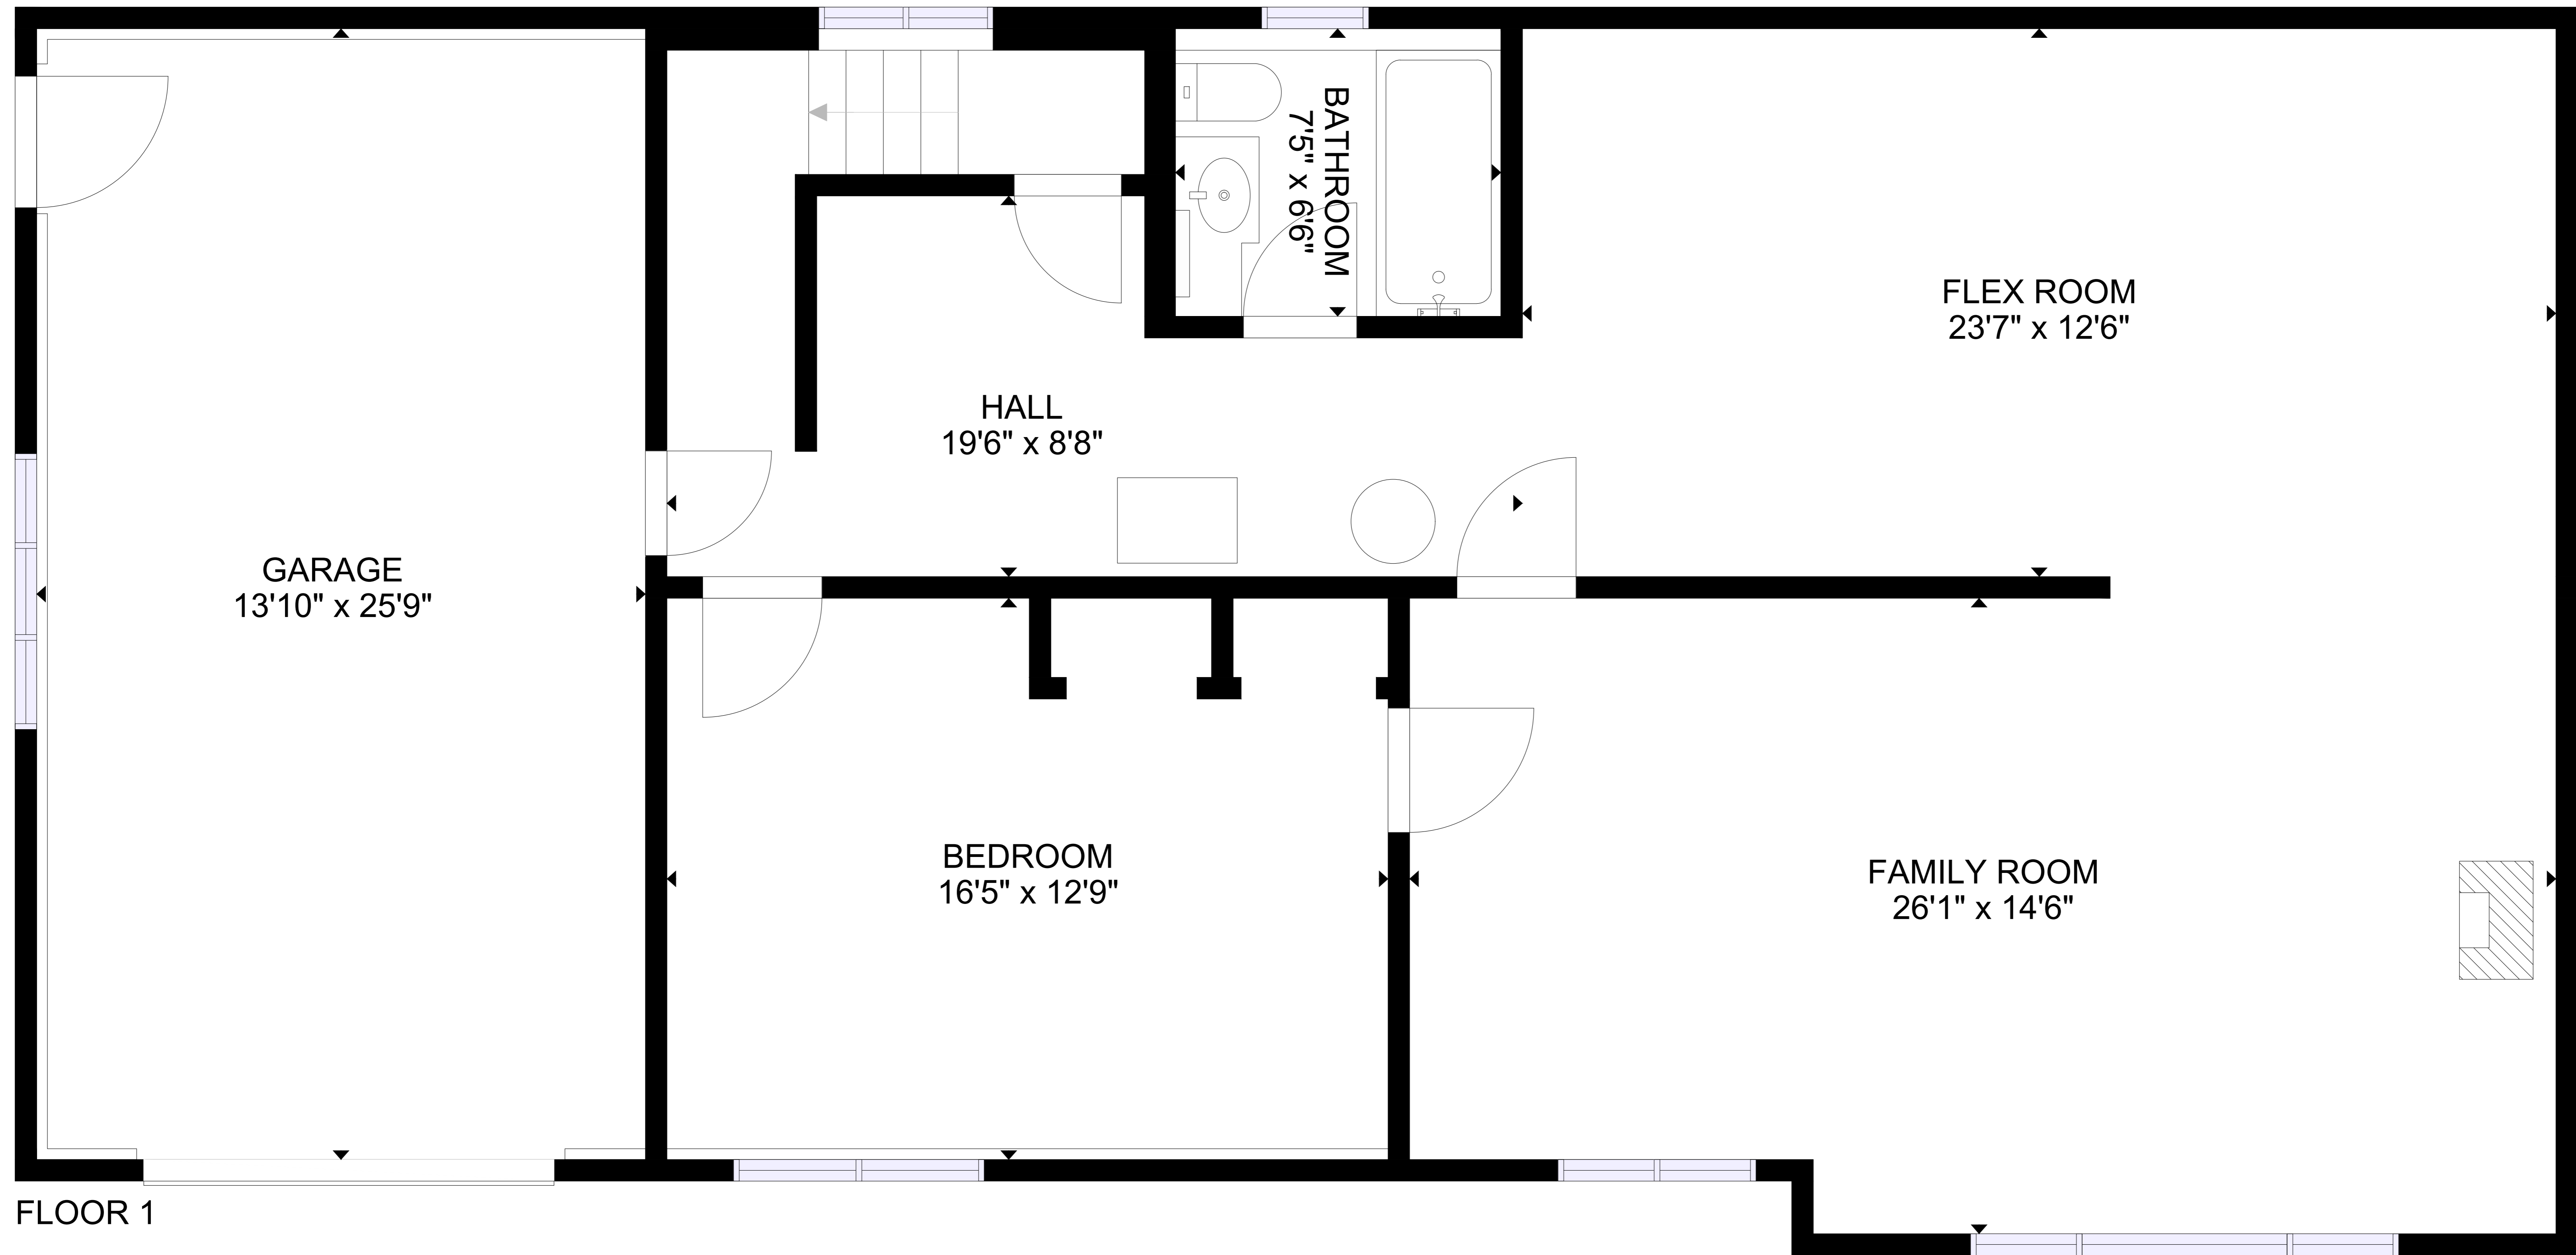 BATHROOM
7'5" x 6'6"
FLEX ROOM
23'7" x 12'6"
HALL
19'6" x 8'8"
GARAGE
13'10" x 25'9"
BEDROOM
16'5" x 12'9"
FAMILY ROOM
26'1" x 14'6"
FLOOR 1